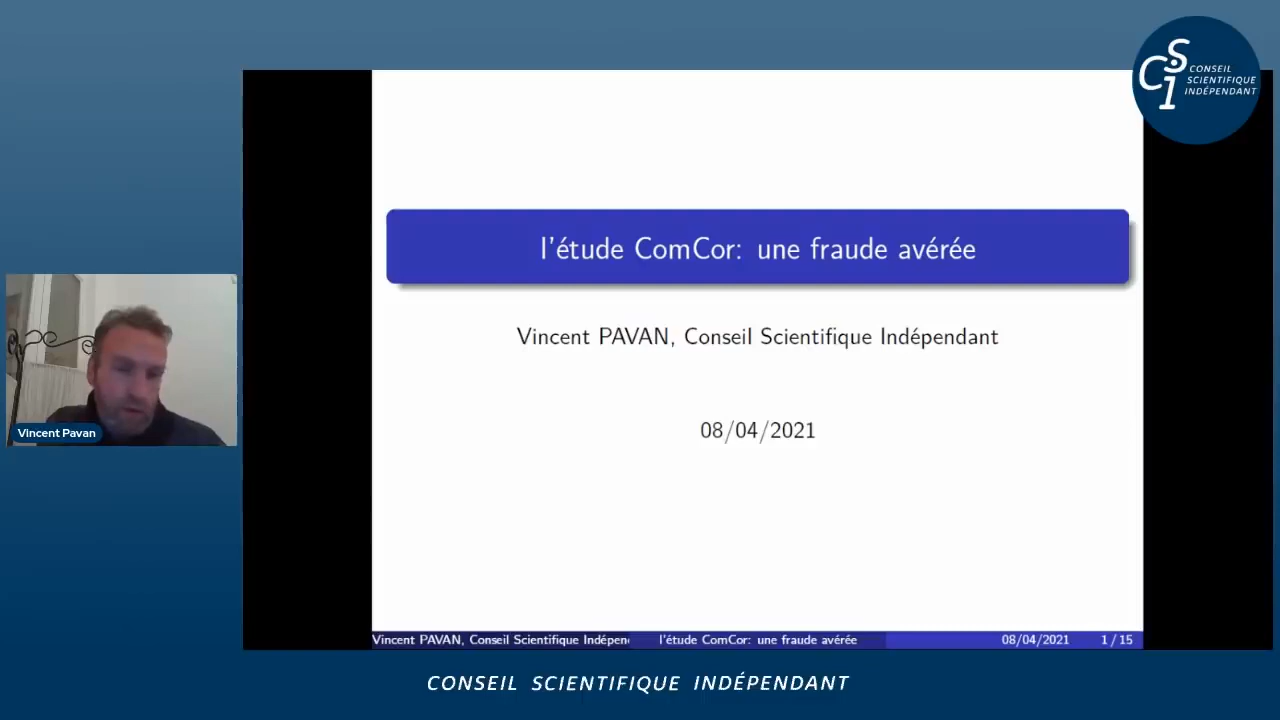 CSI
CONSEIL
SCIENTIFIQUE
INDÉPENDANT
l'étude ComCor: une fraude avérée
Vincent PAVAN, Conseil Scientifique Indépendant
08/04/2021
Vincent Pavan
Vincent PAVAN, Conseil Scientifique Indépen
l'étude ComCor: une fraude avérée
08/04/2021
1 / 15
CONSEIL SCIENTIFIQUE INDÉPENDANT